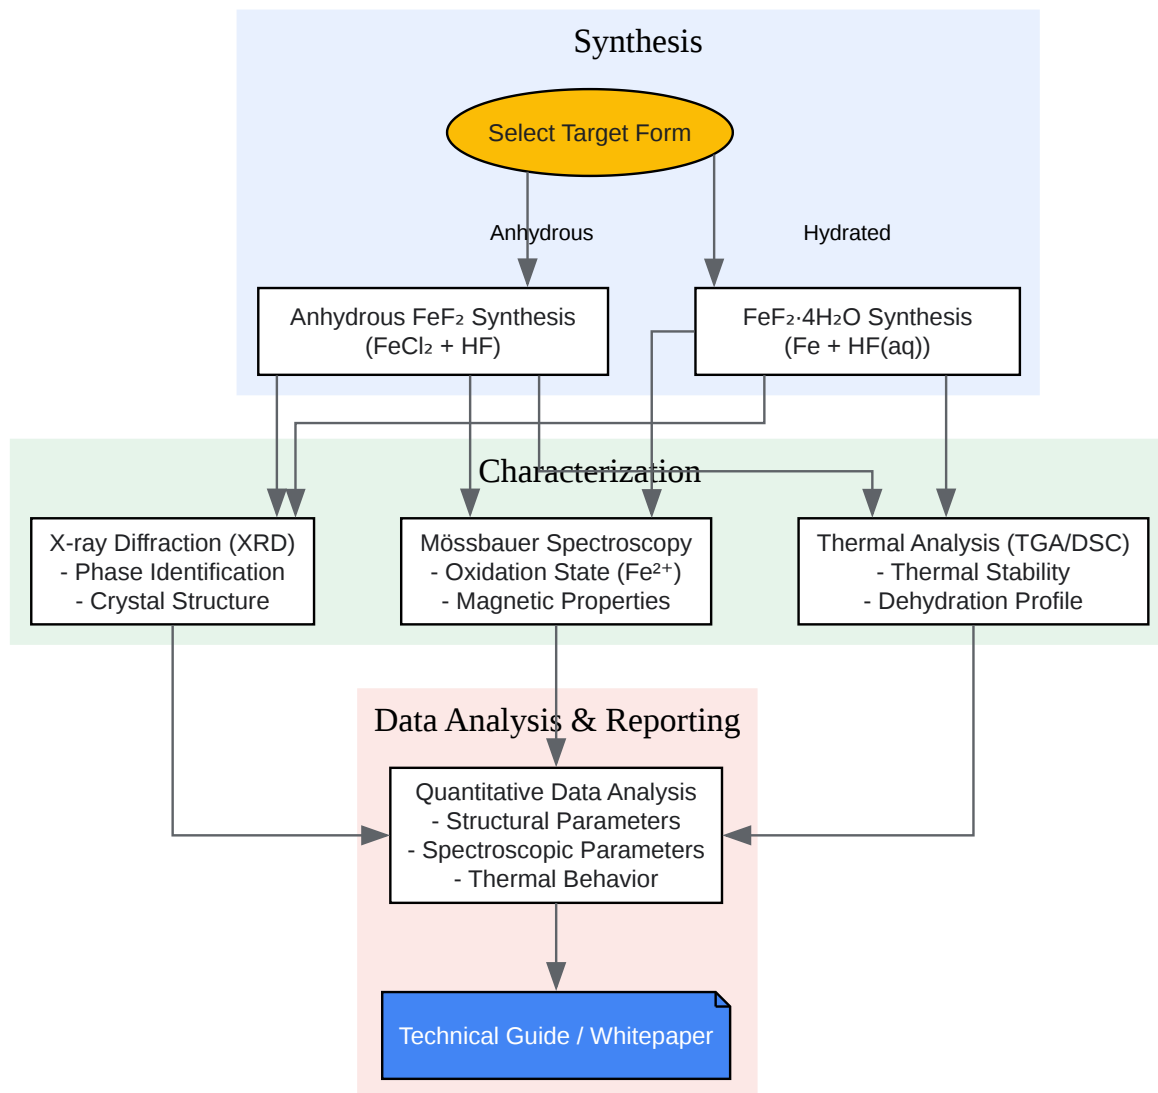 Synthesis
Select Target Form
Anhydrous
Hydrated
Anhydrous FeF₂ Synthesis
(FeCl₂ + HF)
FeF₂·4H₂O Synthesis
(Fe + HF(aq))
Characterization
X-ray Diffraction (XRD)
- Phase Identification
- Crystal Structure
Mössbauer Spectroscopy
- Oxidation State (Fe²⁺)
- Magnetic Properties
Thermal Analysis (TGA/DSC)
- Thermal Stability
- Dehydration Profile
Data Analysis & Reporting
Quantitative Data Analysis
- Structural Parameters
- Spectroscopic Parameters
- Thermal Behavior
Technical Guide / Whitepaper